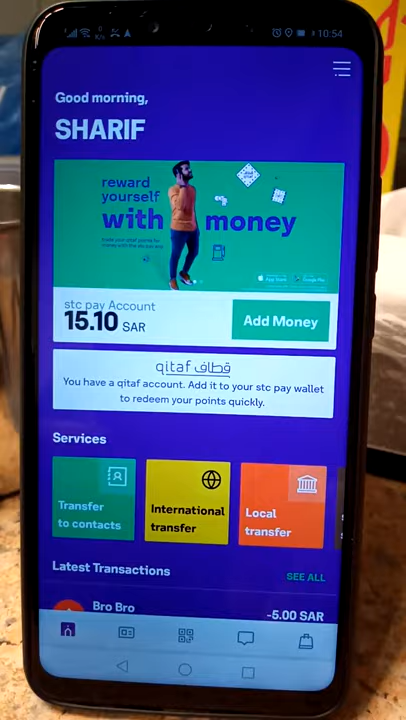 10:54
Good morning,
SHARIF
reward
yourself
with money
stc pay Account
15.10 SAR
Add Money
قطاف qitaf
You have a qitaf account. Add it to your stc pay wallet
to redeem your points quickly.
Services
Transfer
to contacts
International
transfer
Local
transfer
Latest Transactions
SEE ALL
Bro Bro
-5.00 SAR